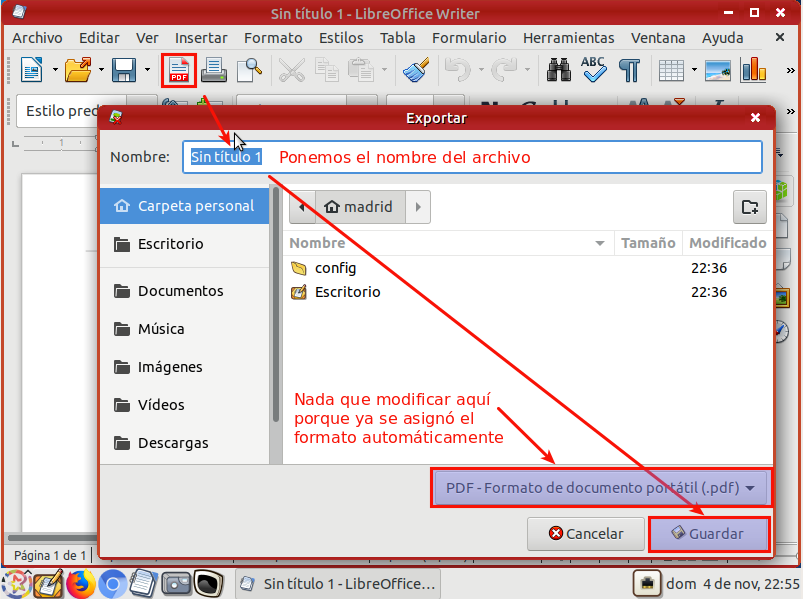 Sin título 1 - LibreOffice Writer
Archivo Editar Ver Insertar Formato Estilos Tabla Formulario Herramientas Ventana Ayuda
PDF
ABC
Estilo pred
Exportar
Nombre: Sin título 1 Ponemos el nombre del archivo
Carpeta personal
madrid
Escritorio
Nombre Tamaño Modificado
config 22:36
Documentos
Escritorio 22:36
Música
Imágenes
Vídeos
Descargas
Nada que modificar aquí
porque ya se asignó el
formato automáticamente
PDF - Formato de documento portátil (.pdf)
Cancelar Guardar
Página 1 de 1
Sin título 1 - LibreOffice...
dom 4 de nov, 22:55